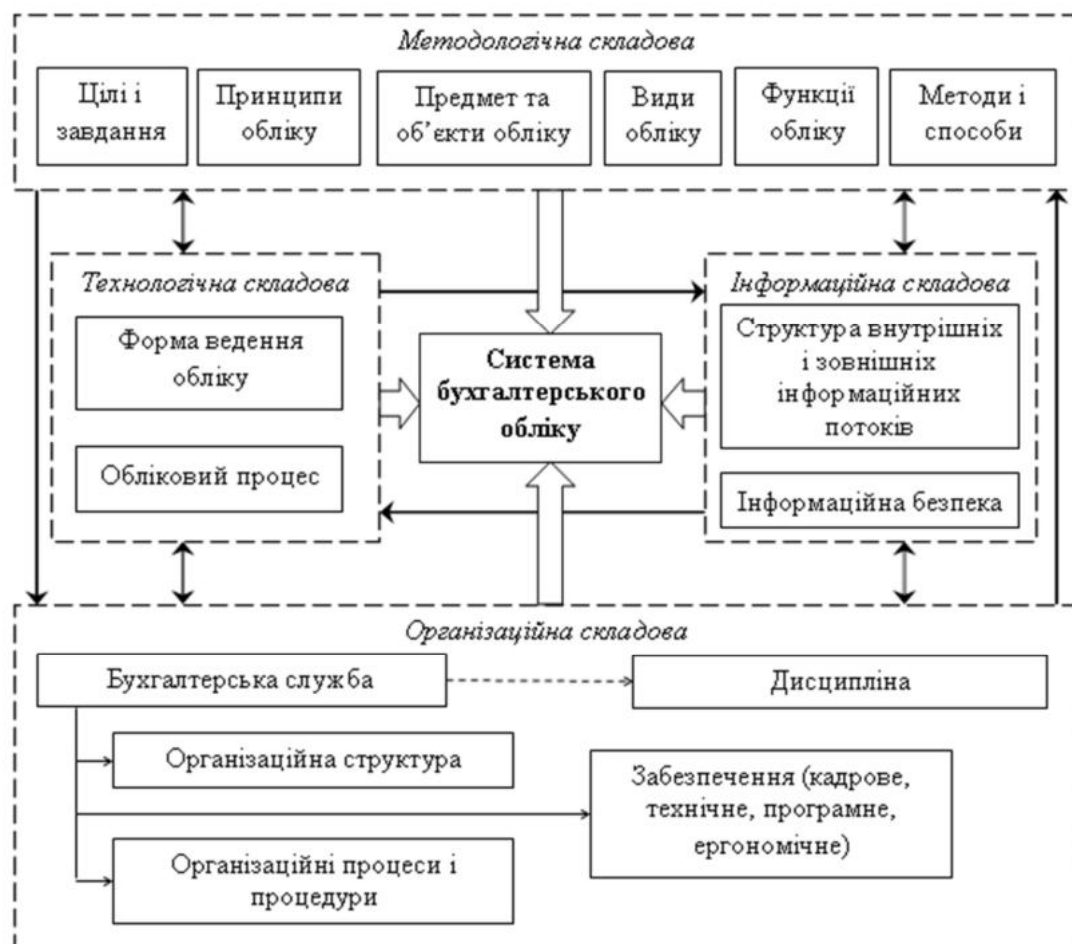 Методологічна складова
Цілі і
завдання
Принципи
обліку
Предмет та
об’єкти обліку
Види
обліку
Функції
обліку
Методи і
способи
Технологічна складова
Форма ведення
обліку
Обліковий процес
Система
бухгалтерського
обліку
Інформаційна складова
Структура внутрішніх
і зовнішніх
інформаційних
потоків
Інформаційна безпека
Організаційна складова
Бухгалтерська служба
Дисципліна
Організаційна структура
Забезпечення (кадрове,
технічне, програмне,
ергономічне)
Організаційні процеси і
процедури